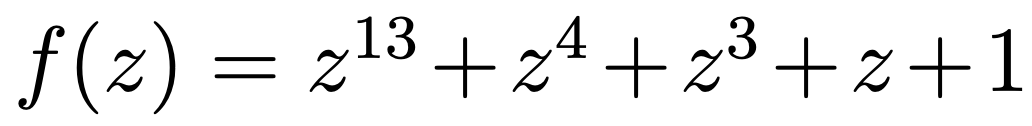 f(z) = z^{13} + z^4 + z^3 + z + 1